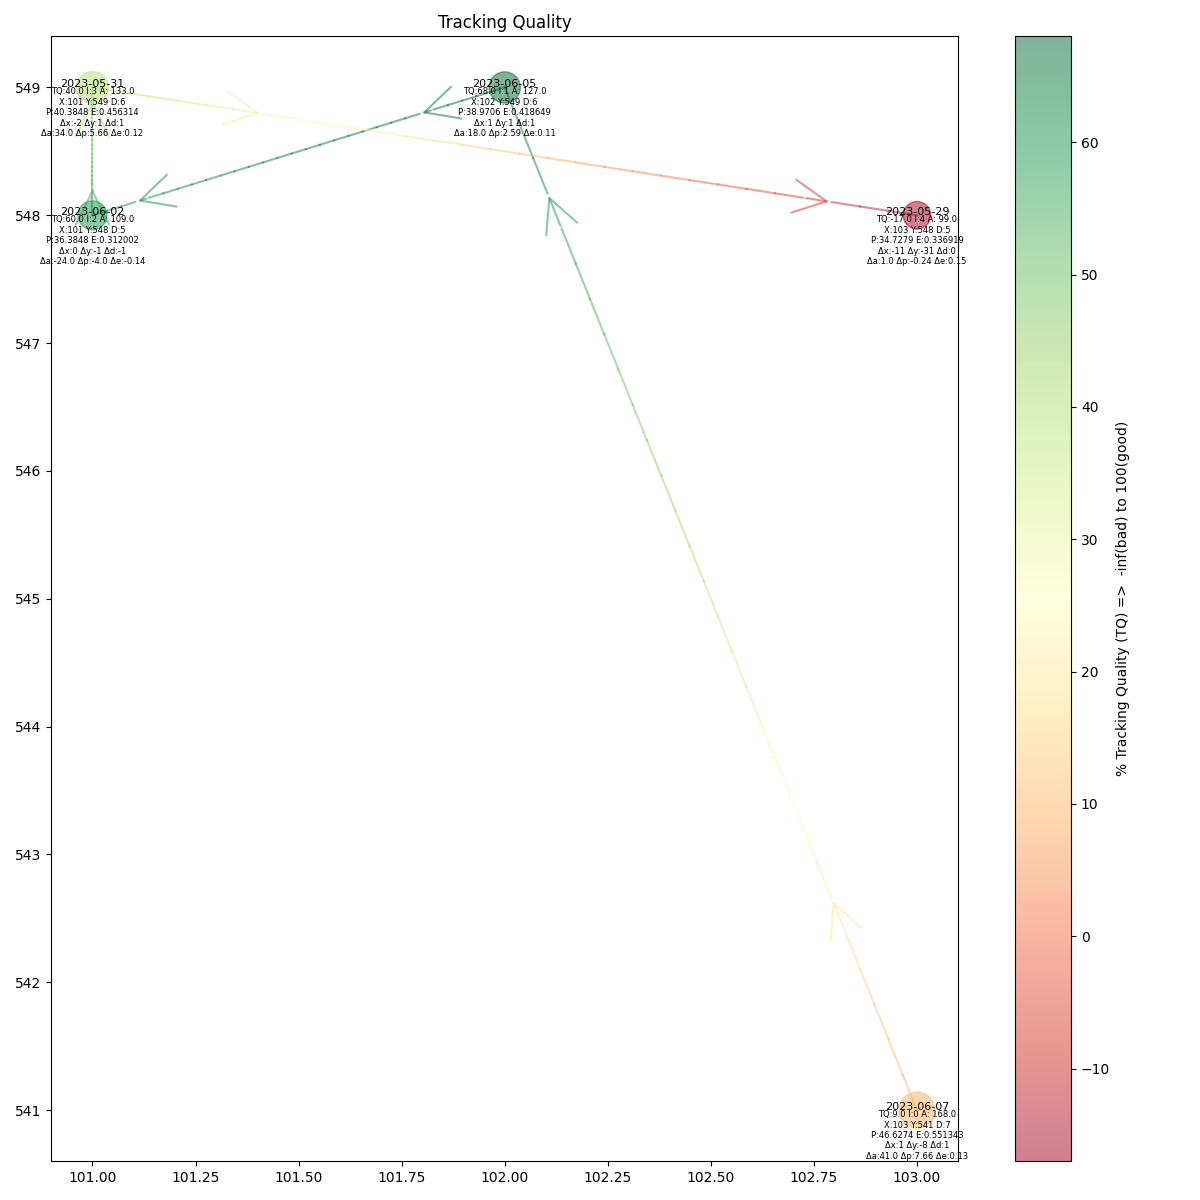 Tracking Quality
2023-05-31
TQ:40.0 I:3 A: 133.0
X:101 Y:549 D:6
P:40.3848 E:0.456314
Δx:-2 Δy:1 Δd:1
Δa:34.0 Δp:5.66 Δe:0.12
2023-06-05
TQ:68.0 I:1 A: 127.0
X:102 Y:549 D:6
P:38.9706 E:0.418649
Δx:1 Δy:1 Δd:1
Δa:18.0 Δp:2.59 Δe:0.11
2023-06-02
TQ:60.0 I:2 A: 109.0
X:101 Y:548 D:5
P:36.3848 E:0.312002
Δx:0 Δy:-1 Δd:-1
Δa:-24.0 Δp:-4.0 Δe:-0.14
2023-05-29
TQ:-17.0 I:4 A: 99.0
X:103 Y:548 D:5
P:34.7279 E:0.336919
Δx:-11 Δy:-31 Δd:0
Δa:1.0 Δp:-0.24 Δe:0.15
2023-06-07
TQ:9.0 I:0 A: 168.0
X:103 Y:541 D:7
P:46.6274 E:0.551343
Δx:1 Δy:-8 Δd:1
Δa:41.0 Δp:7.66 Δe:0.13
549
548
547
546
545
544
543
542
541
101.00
101.25
101.50
101.75
102.00
102.25
102.50
102.75
103.00
60
50
40
30
20
10
0
−10
% Tracking Quality (TQ) => -inf(bad) to 100(good)